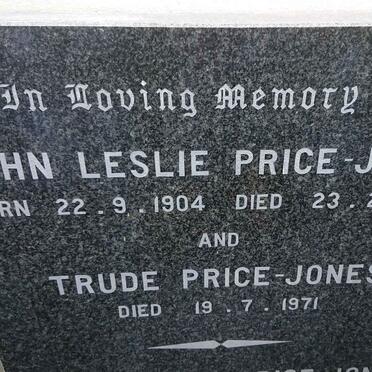 In Loving Memory
HN LESLIE PRICE-J
RN 22.9.1904 DIED 23.2
AND
TRUDE PRICE-JONES
DIED 19.7.1971